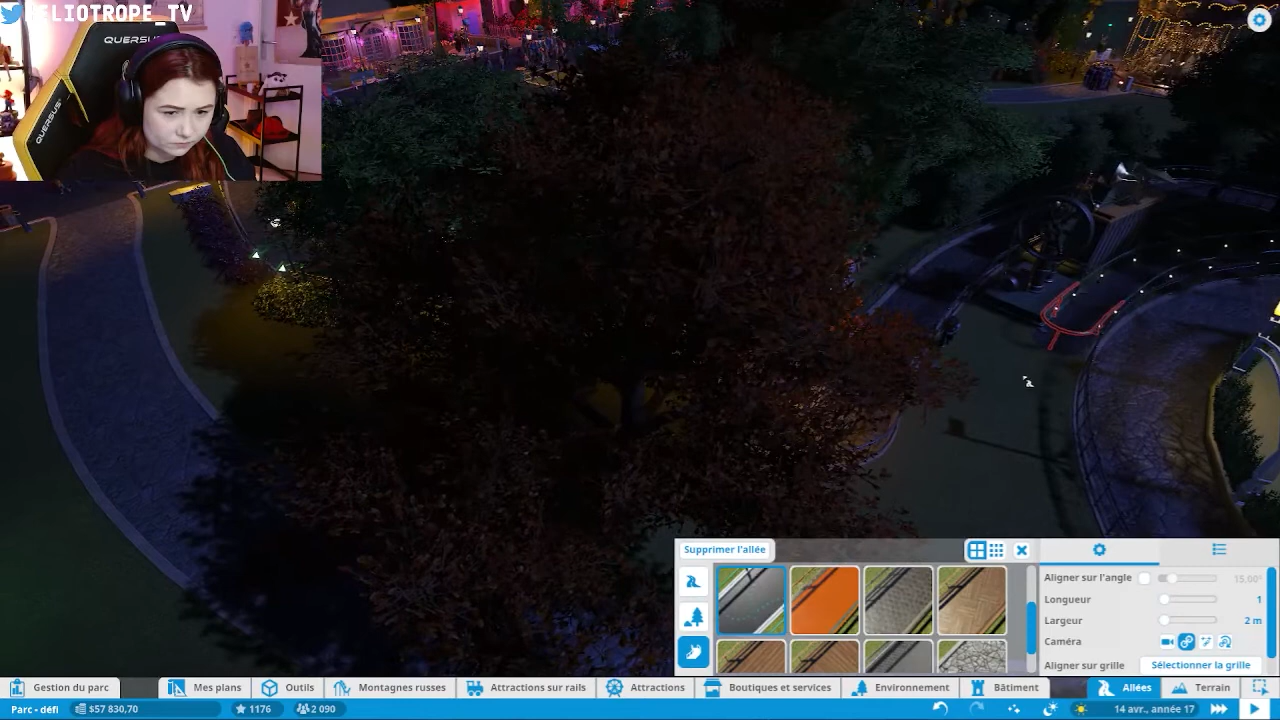 HELIOTROPE_TV
QUERSUS
QUERSUS
Supprimer l'allée
Aligner sur l'angle 15,00°
Longueur 1
Largeur 2 m
Caméra
Aligner sur grille Sélectionner la grille
Gestion du parc Mes plans Outils Montagnes russes Attractions sur rails Attractions Boutiques et services Environnement Bâtiment Allées Terrain
Parc - défi $57 830,70 1176 2 090 14 avr., année 17